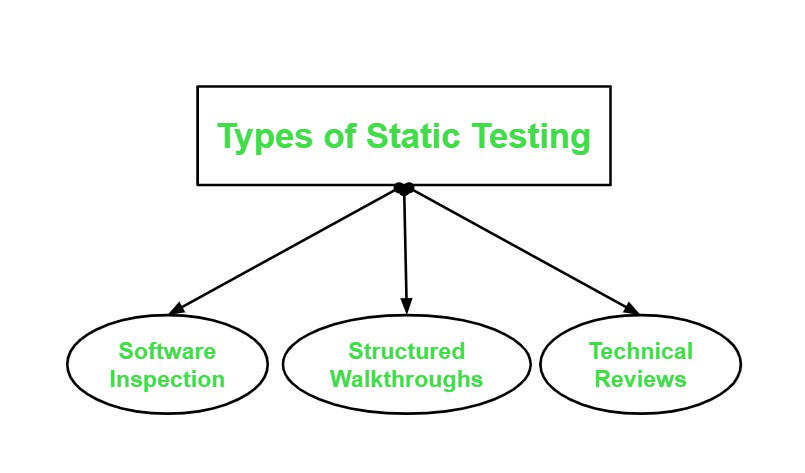 Types of Static Testing
Software
Inspection
Structured
Walkthroughs
Technical
Reviews